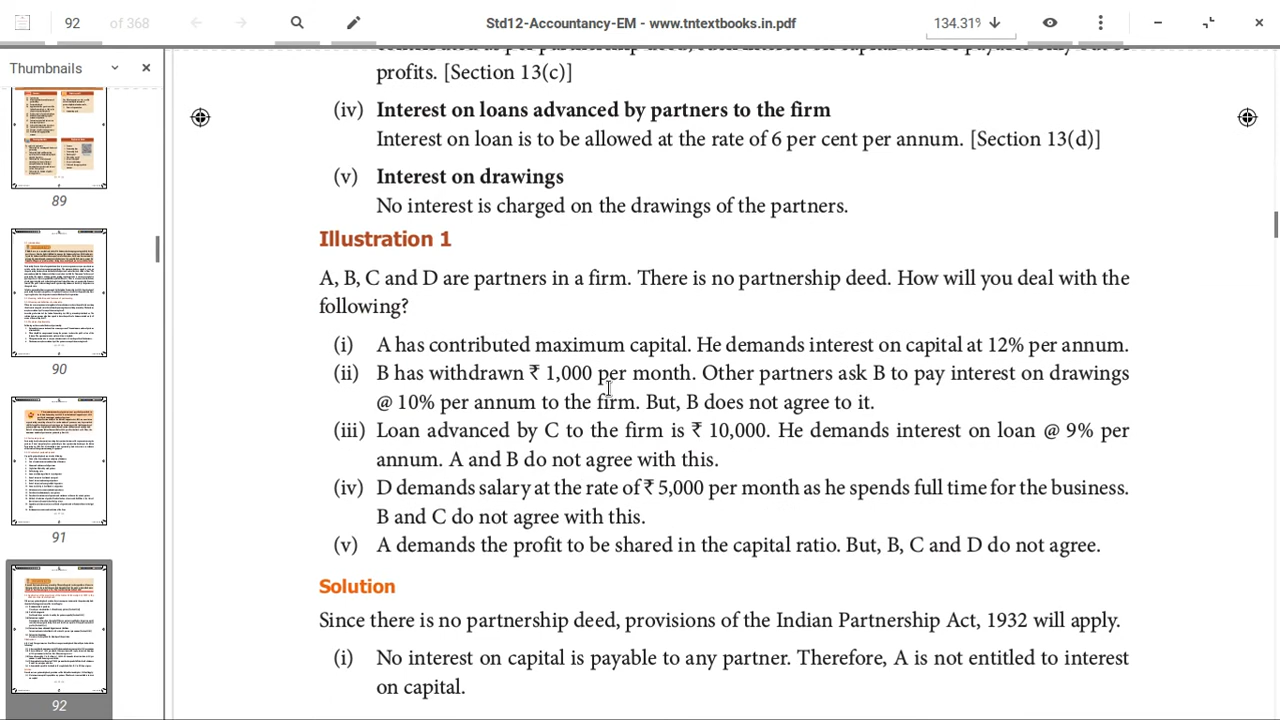 92 of 368
Std12-Accountancy-EM - www.tntextbooks.in.pdf
134.31%
Thumbnails
89
90
91
92
profits. [Section 13(c)]
(iv) Interest on loans advanced by partners to the firm
Interest on loan is to be allowed at the rate of 6 per cent per annum. [Section 13(d)]
(v) Interest on drawings
No interest is charged on the drawings of the partners.
Illustration 1
A, B, C and D are partners in a firm. There is no partnership deed. How will you deal with the
following?
(i) A has contributed maximum capital. He demands interest on capital at 12% per annum.
(ii) B has withdrawn ₹ 1,000 per month. Other partners ask B to pay interest on drawings
@ 10% per annum to the firm. But, B does not agree to it.
(iii) Loan advanced by C to the firm is ₹ 10,000. He demands interest on loan @ 9% per
annum. A and B do not agree with this.
(iv) D demands salary at the rate of ₹ 5,000 per month as he spends full time for the business.
B and C do not agree with this.
(v) A demands the profit to be shared in the capital ratio. But, B, C and D do not agree.
Solution
Since there is no partnership deed, provisions of the Indian Partnership Act, 1932 will apply.
(i) No interest on capital is payable to any partner. Therefore, A is not entitled to interest
on capital.